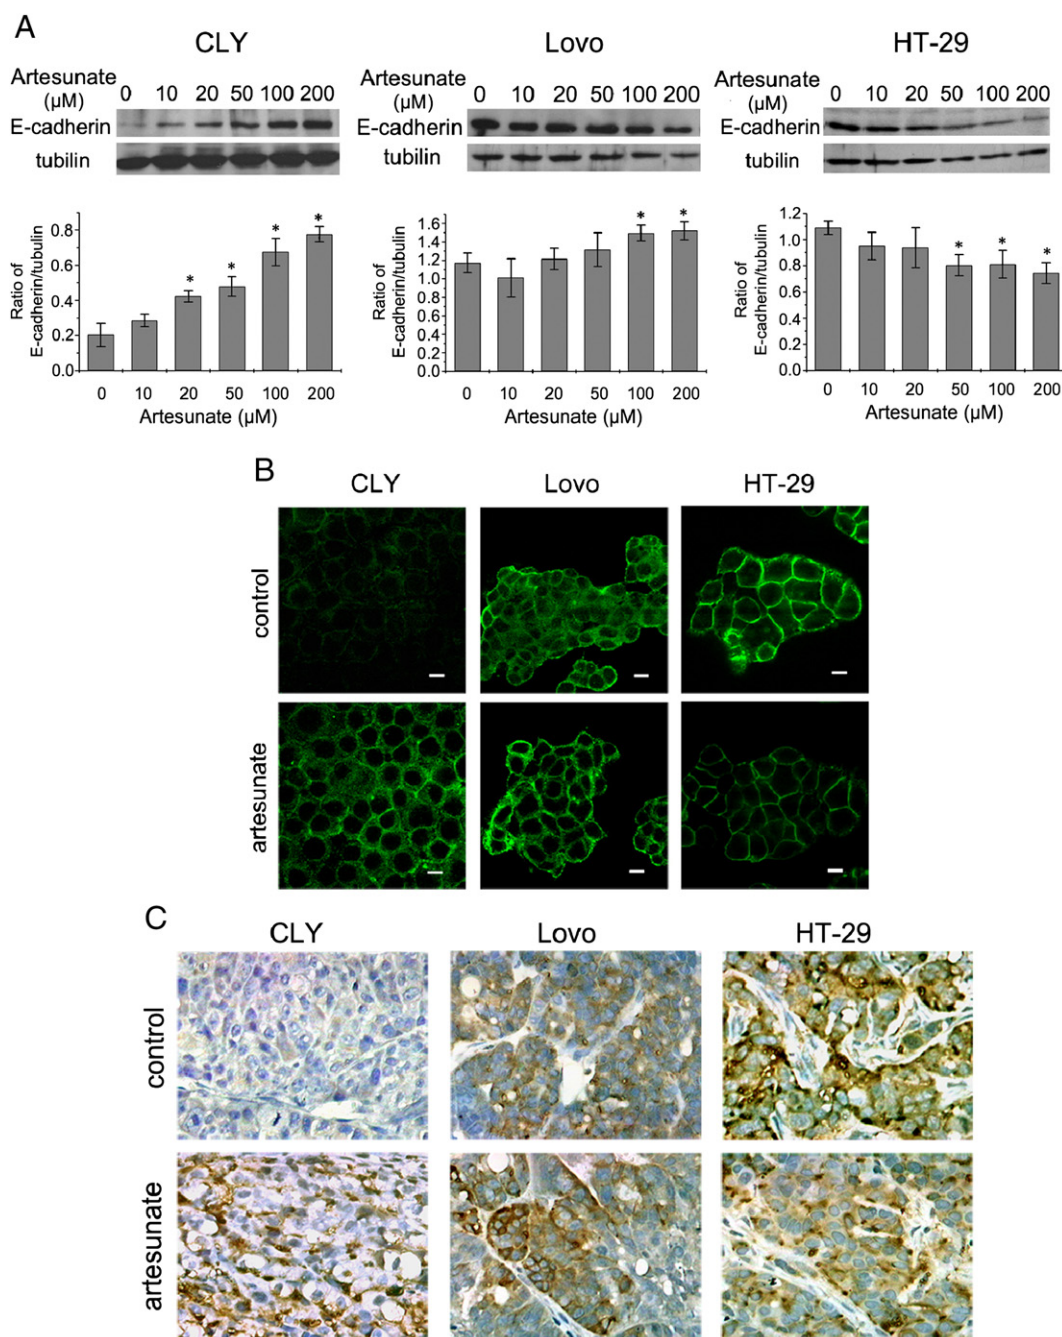 A
CLY
Lovo
HT-29
Artesunate (µM) 0 10 20 50 100 200
E-cadherin
tubilin
Artesunate (µM) 0 10 20 50 100 200
E-cadherin
tubilin
Artesunate (µM) 0 10 20 50 100 200
E-cadherin
tubilin
Ratio of
E-cadherin/tubulin
0.8
0.6
0.4
0.2
0.0
* * * *
0 10 20 50 100 200
Artesunate (µM)
Ratio of
E-cadherin/tubulin
1.6
1.4
1.2
1.0
0.8
0.6
0.4
0.2
0.0
* *
0 10 20 50 100 200
Artesunate (µM)
Ratio of
E-cadherin/tubulin
1.2
1.0
0.8
0.6
0.4
0.2
0.0
* * *
0 10 20 50 100 200
Artesunate (µM)
B
CLY Lovo HT-29
control
artesunate
C
CLY Lovo HT-29
control
artesunate